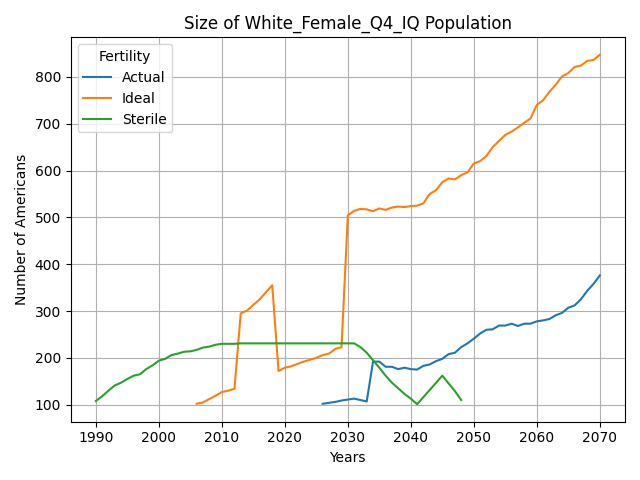 Size of White_Female_Q4_IQ Population
Fertility
Actual
Ideal
Sterile
Number of Americans
800
700
600
500
400
300
200
100
1990 2000 2010 2020 2030 2040 2050 2060 2070
Years